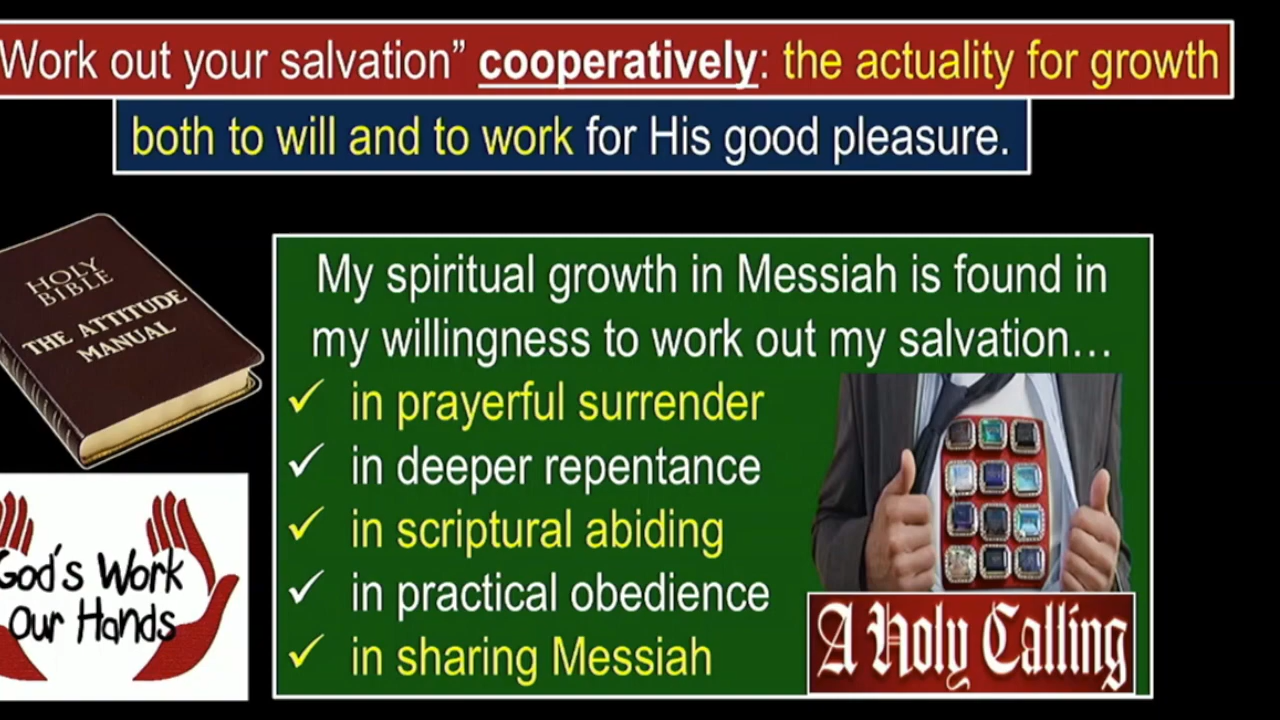 Work out your salvation” cooperatively: the actuality for growth
both to will and to work for His good pleasure.
HOLY
BIBLE
THE ATTITUDE
MANUAL
My spiritual growth in Messiah is found in
my willingness to work out my salvation…
✓ in prayerful surrender
✓ in deeper repentance
✓ in scriptural abiding
✓ in practical obedience
✓ in sharing Messiah
God's Work
Our Hands
A Holy Calling